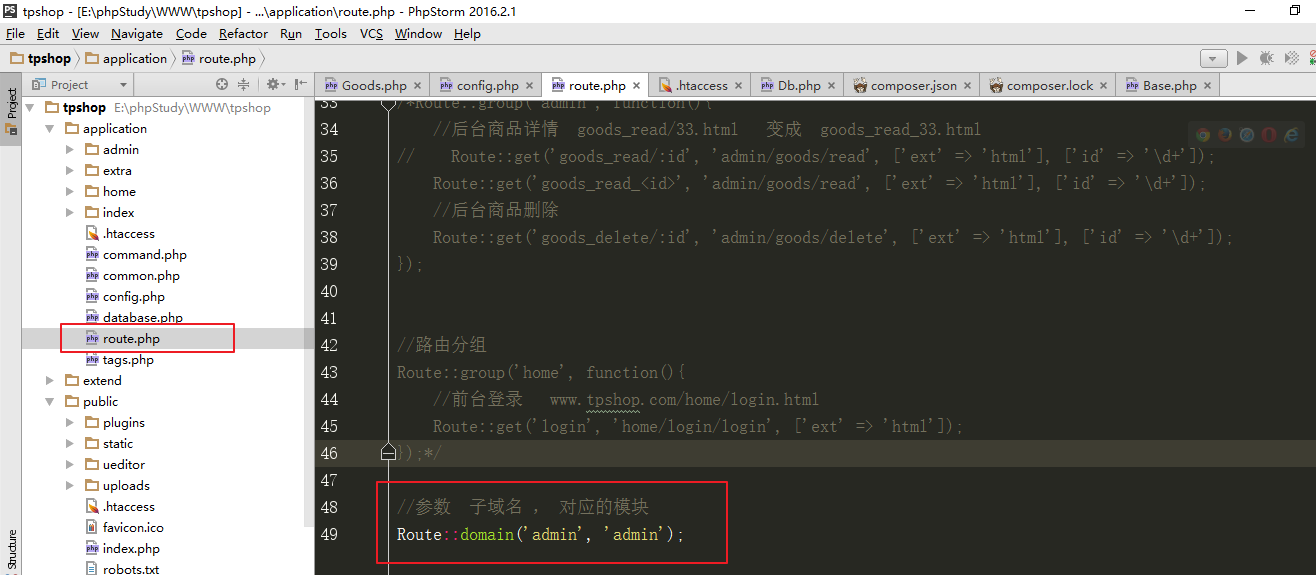 tpshop - [E:\phpStudy\WWW\tpshop] - ...\application\route.php - PhpStorm 2016.2.1
File Edit View Navigate Code Refactor Run Tools VCS Window Help
tpshop application route.php
Project
Goods.php × config.php × route.php × .htaccess × Db.php × composer.json × composer.lock × Base.php ×
Project
Structure
tpshop E:\phpStudy\WWW\tpshop
application
admin
extra
home
index
.htaccess
command.php
common.php
config.php
database.php
route.php
tags.php
extend
public
plugins
static
ueditor
uploads
.htaccess
favicon.ico
index.php
robots.txt
33 /*Route::group('admin', function(){
34 //后台商品详情 goods_read/33.html 变成 goods_read_33.html
35 // Route::get('goods_read/:id', 'admin/goods/read', ['ext' => 'html'], ['id' => '\d+']);
36 Route::get('goods_read_<id>', 'admin/goods/read', ['ext' => 'html'], ['id' => '\d+']);
37 //后台商品删除
38 Route::get('goods_delete/:id', 'admin/goods/delete', ['ext' => 'html'], ['id' => '\d+']);
39 });
40
41
42 //路由分组
43 Route::group('home', function(){
44 //前台登录 www.tpshop.com/home/login.html
45 Route::get('login', 'home/login/login', ['ext' => 'html']);
46 });*/
47
48 //参数 子域名 ， 对应的模块
49 Route::domain('admin', 'admin');